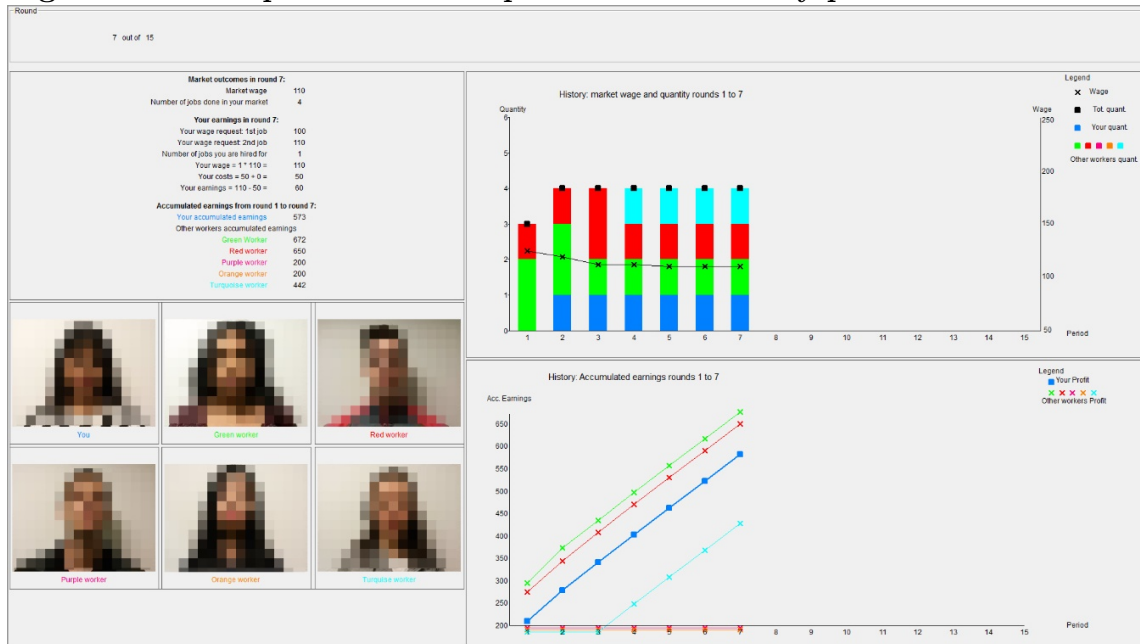 Round
7 out of 15
Market outcomes in round 7:
Market wage 110
Number of jobs done in your market 4
Your earnings in round 7:
Your wage request: 1st job 100
Your wage request: 2nd job 110
Number of jobs you are hired for 1
Your wage = 1 * 110 = 110
Your costs = 50 + 0 = 50
Your earnings = 110 - 50 = 60
Accumulated earnings from round 1 to round 7:
Your accumulated earnings 573
Other workers accumulated earnings
Green Worker 672
Red worker 650
Purple worker 200
Orange worker 200
Turquoise worker 442
You
Green worker
Red worker
Purple worker
Orange worker
Turquise worker
History: market wage and quantity rounds 1 to 7
Quantity
Wage
6
5
4
3
2
1
0
250
200
150
100
50
1 2 3 4 5 6 7 8 9 10 11 12 13 14 15
Period
Legend
Wage
Tot. quant.
Your quant.
Other workers quant.
History: Accumulated earnings rounds 1 to 7
Acc. Earnings
650
600
550
500
450
400
350
300
250
200
1 2 3 4 5 6 7 8 9 10 11 12 13 14 15
Period
Legend
Your Profit
Other workers Profit